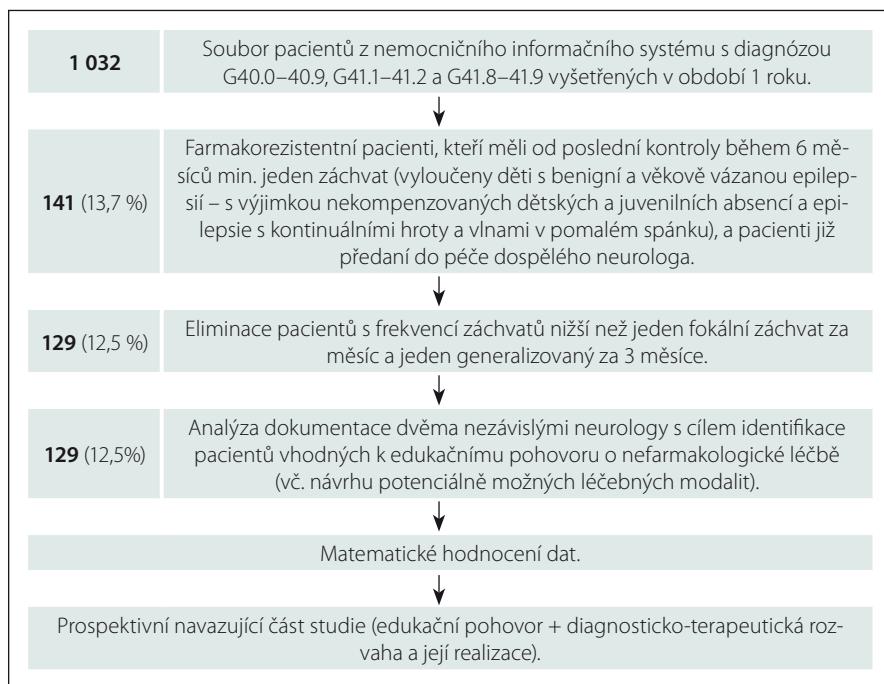 1 032
Soubor pacientů z nemocničního informačního systému s diagnózou
G40.0–40.9, G41.1–41.2 a G41.8–41.9 vyšetřených v období 1 roku.
141 (13,7 %)
Farmakorezistentní pacienti, kteří měli od poslední kontroly během 6 mě-
síců min. jeden záchvat (vyloučeny děti s benigní a věkově vázanou epilep-
sií – s výjimkou nekompenzovaných dětských a juvenilních absencí a epi-
lepsie s kontinuálními hroty a vlnami v pomalém spánku), a pacienti již
předaní do péče dospělého neurologa.
129 (12,5 %)
Eliminace pacientů s frekvencí záchvatů nižší než jeden fokální záchvat za
měsíc a jeden generalizovaný za 3 měsíce.
129 (12,5%)
Analýza dokumentace dvěma nezávislými neurology s cílem identifikace
pacientů vhodných k edukačnímu pohovoru o nefarmakologické léčbě
(vč. návrhu potenciálně možných léčebných modalit).
Matematické hodnocení dat.
Prospektivní navazující část studie (edukační pohovor + diagnosticko-terapeutická roz-
vaha a její realizace).